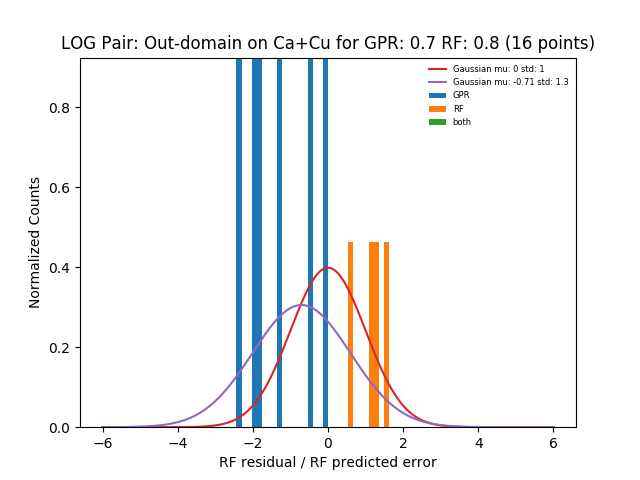 LOG Pair: Out-domain on Ca+Cu for GPR: 0.7 RF: 0.8 (16 points)
Gaussian mu: 0 std: 1
Gaussian mu: -0.71 std: 1.3
GPR
RF
both
0.8
0.6
0.4
0.2
0.0
Normalized Counts
−6
−4
−2
0
2
4
6
RF residual / RF predicted error